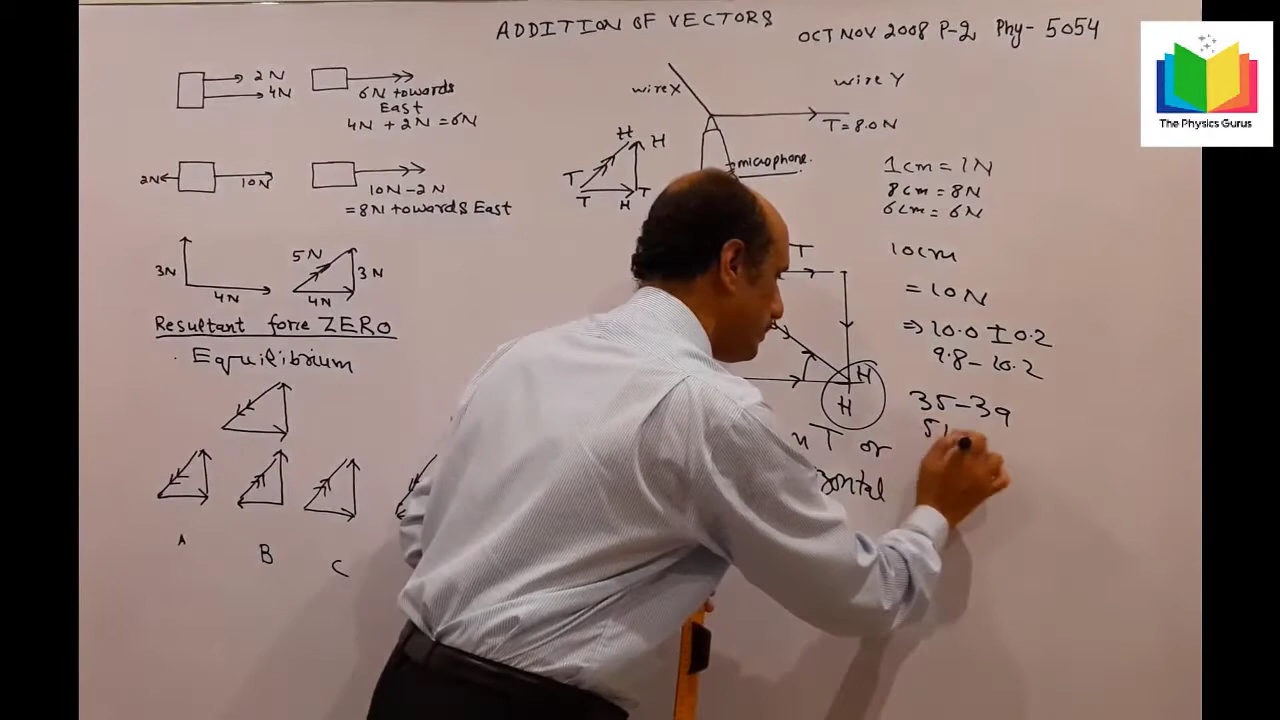 ADDITION OF VECTORS
OCT NOV 2008 P-2 Phy- 5054
The Physics Gurus
2N
4N
6N towards
East
4N + 2N = 6N
2N
10N
10N-2N
=8N towards East
3N
4N
5N
3N
4N
Resultant force ZERO
Equilibium
A
B
C
wire X
wire Y
T=8.0N
microphone.
H
H
T
T
T
H
1cm = 1N
8cm = 8N
6cm = 6N
10cm
= 10N
⇒ 10.0 ± 0.2
9.8 - 10.2
35-39
T
H
H
T or